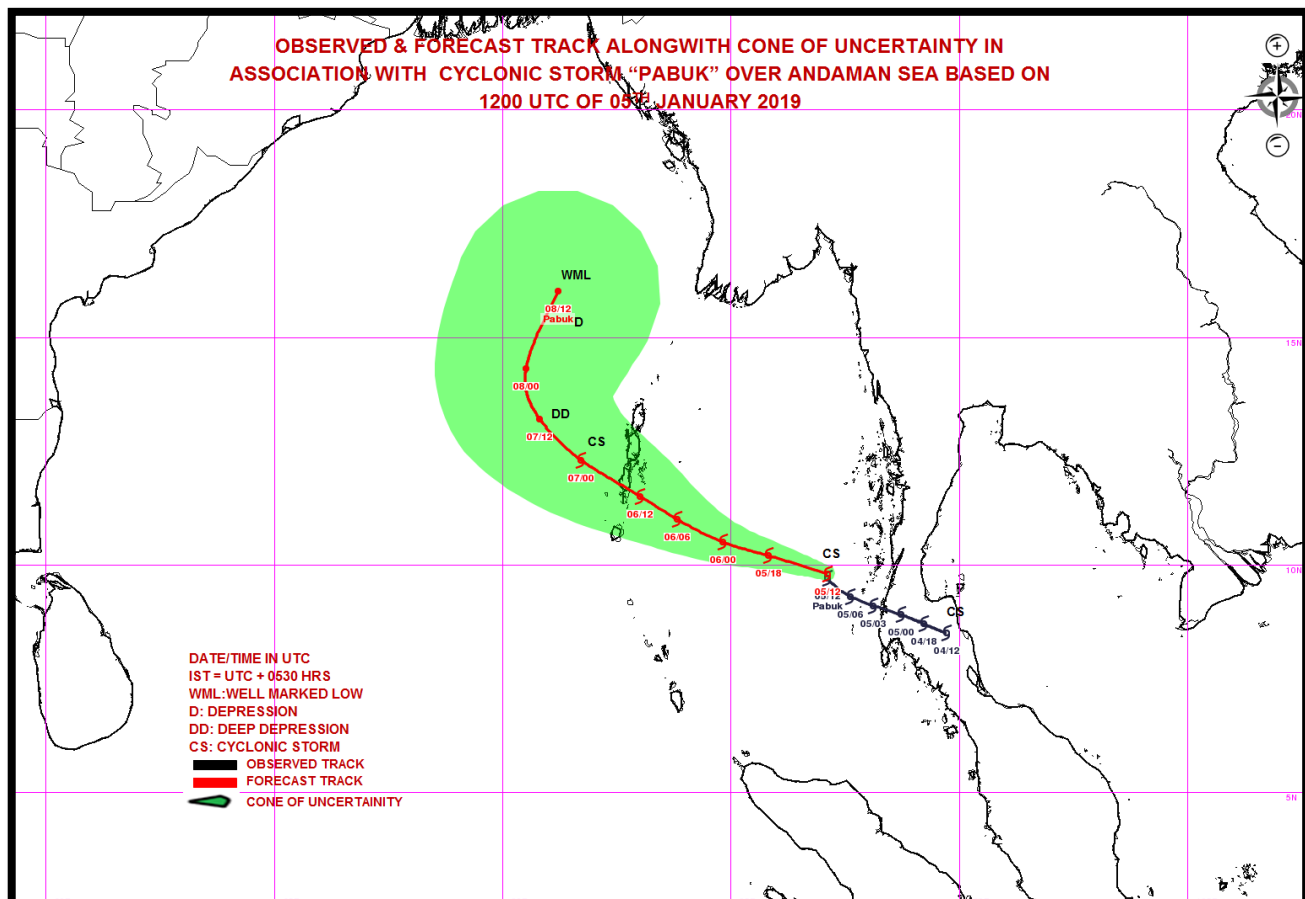 OBSERVED & FORECAST TRACK ALONGWITH CONE OF UNCERTAINTY IN
ASSOCIATION WITH CYCLONIC STORM “PABUK” OVER ANDAMAN SEA BASED ON
1200 UTC OF 05TH JANUARY 2019
+
20N
−
WML
08/12
Pabuk
D
15N
08/00
DD
07/12
CS
07/00
06/12
06/06
06/00
05/18
CS
10N
05/12
05/12
Pabuk
05/06
05/03
05/00
04/18
04/12
CS
DATE/TIME IN UTC
IST = UTC + 0530 HRS
WML:WELL MARKED LOW
D: DEPRESSION
DD: DEEP DEPRESSION
CS: CYCLONIC STORM
OBSERVED TRACK
FORECAST TRACK
CONE OF UNCERTAINITY
5N